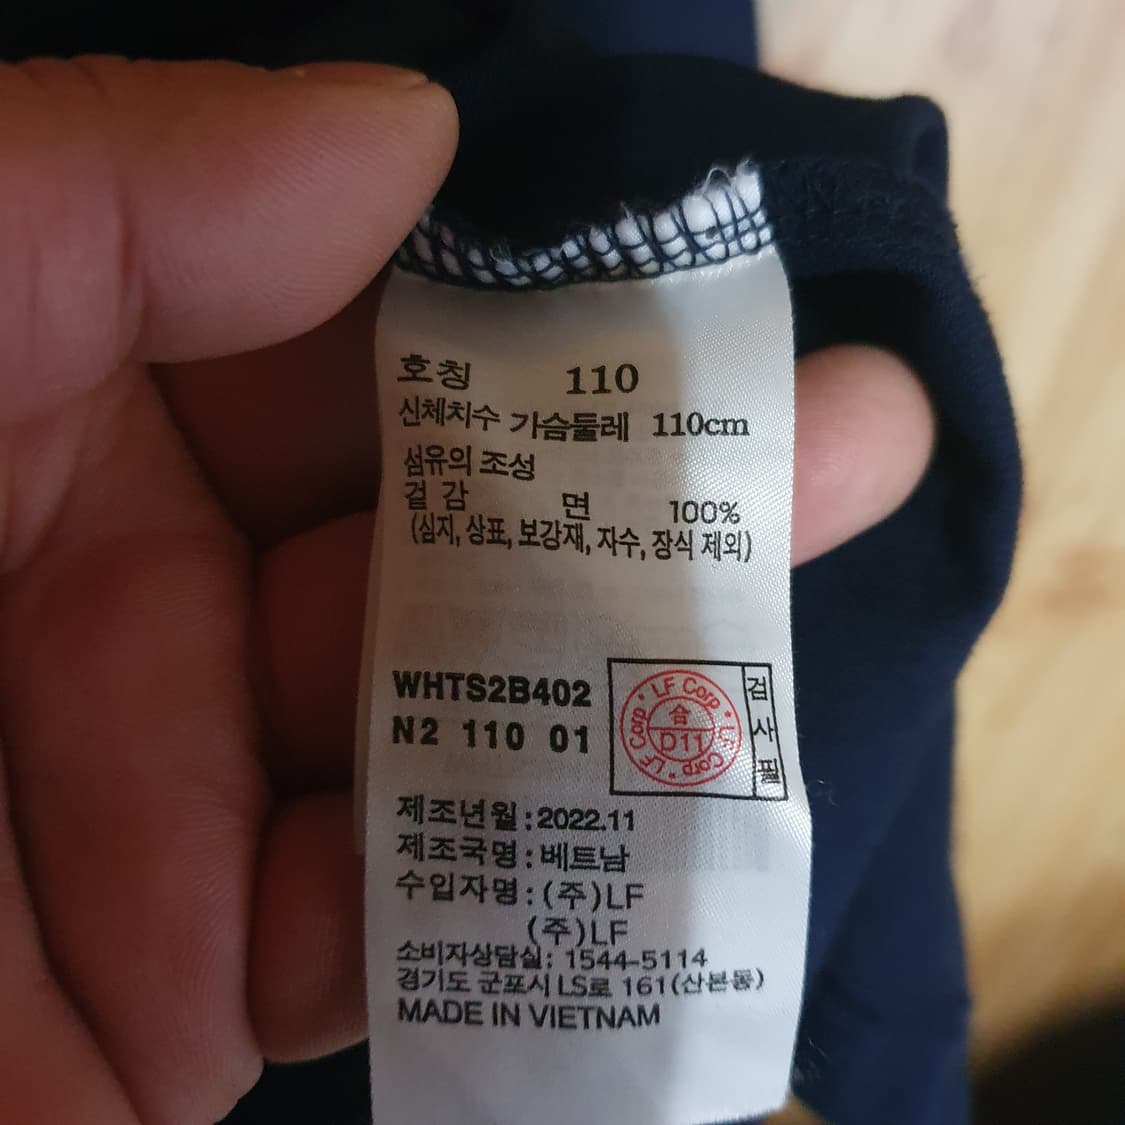 호칭 110
신체치수 가슴둘레 110cm
섬유의 조성
겉감 면 100%
(심지, 상표, 보강재, 자수, 장식 제외)
WHTS2B402
N2 110 01
LF Corp • LF Corp • LF Corp •
合
D11
검사필
제조년월 : 2022.11
제조국명 : 베트남
수입자명 : (주)LF
(주)LF
소비자상담실: 1544-5114
경기도 군포시 LS로 161(산본동)
MADE IN VIETNAM